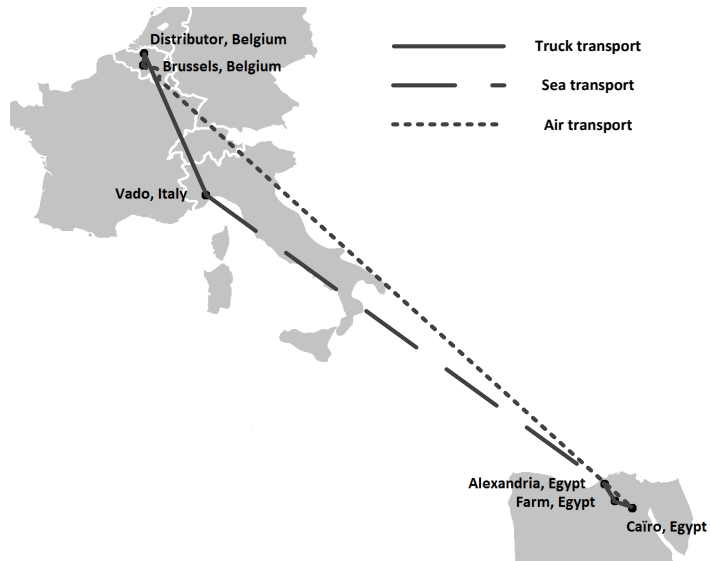 Distributor, Belgium
Truck transport
Brussels, Belgium
Sea transport
Air transport
Vado, Italy
Alexandria, Egypt
Farm, Egypt
Caïro, Egypt